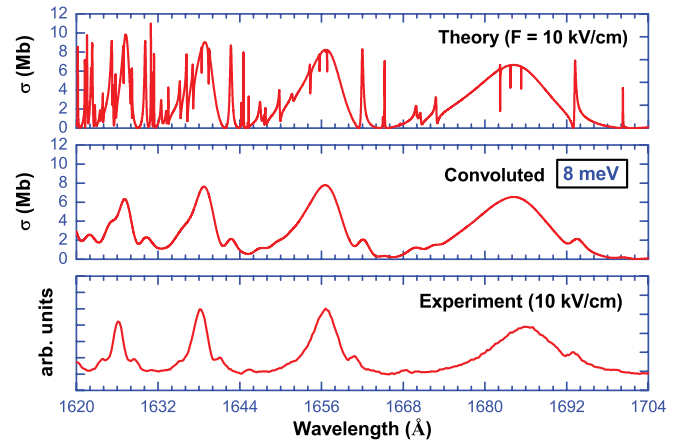 12
10
8
6
4
2
0
σ (Mb)
Theory (F = 10 kV/cm)
12
10
8
6
4
2
0
σ (Mb)
Convoluted 8 meV
arb. units
Experiment (10 kV/cm)
1620 1632 1644 1656 1668 1680 1692 1704
Wavelength (Å)